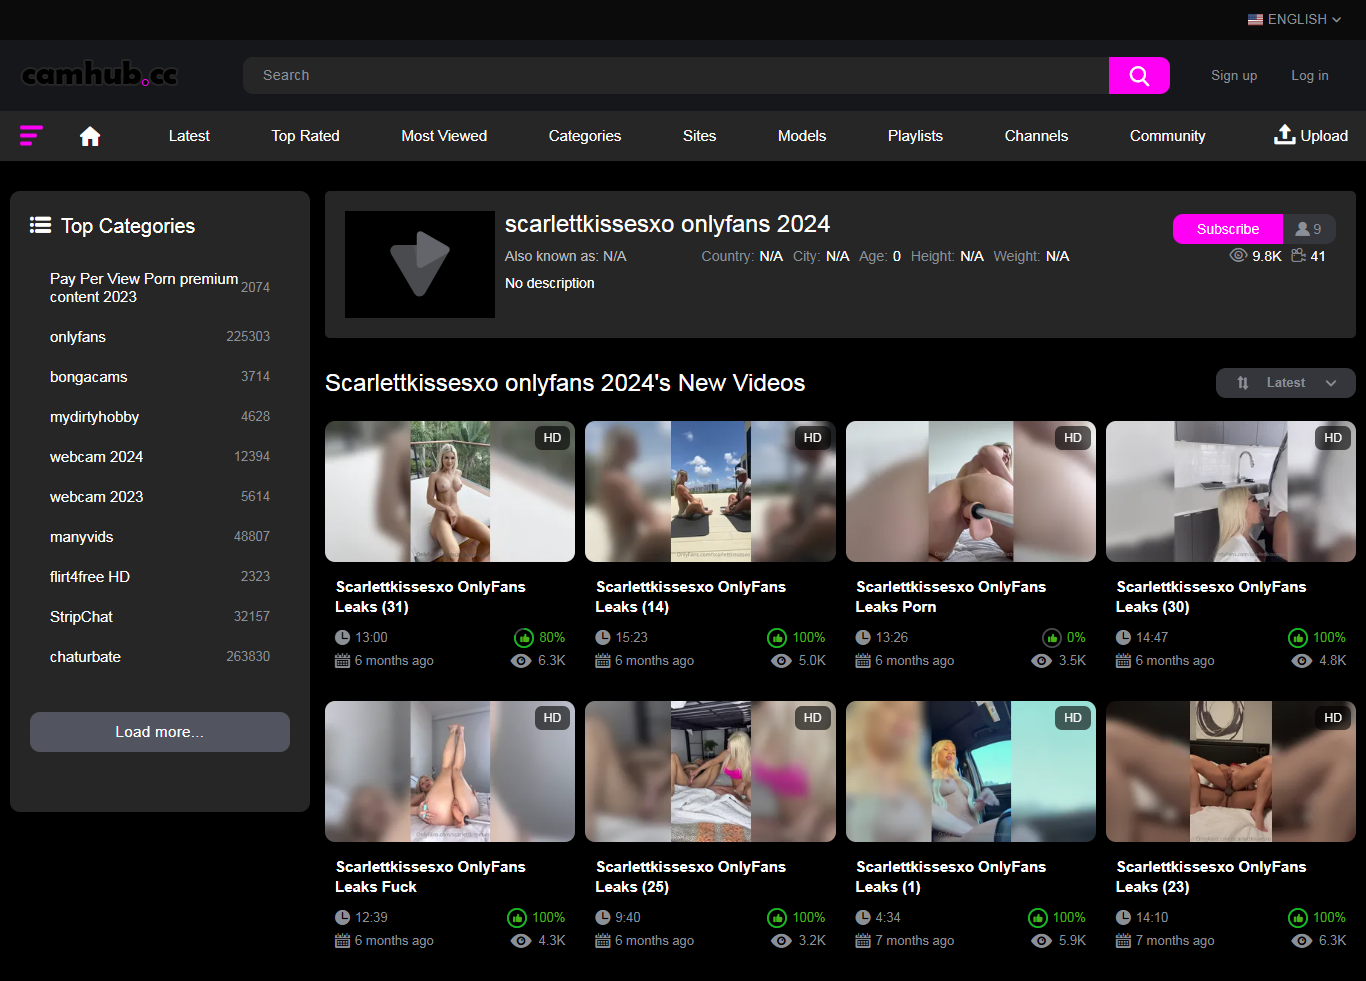 ENGLISH
camhub.cc
Search
Sign up
Log in
Latest
Top Rated
Most Viewed
Categories
Sites
Models
Playlists
Channels
Community
Upload
Top Categories
Pay Per View Porn premium
content 2023
2074
onlyfans 225303
bongacams 3714
mydirtyhobby 4628
webcam 2024 12394
webcam 2023 5614
manyvids 48807
flirt4free HD 2323
StripChat 32157
chaturbate 263830
Load more...
scarlettkissesxo onlyfans 2024
Subscribe 9
Also known as: N/A Country: N/A City: N/A Age: 0 Height: N/A Weight: N/A
9.8K 41
No description
Scarlettkissesxo onlyfans 2024's New Videos
Latest
HD
Scarlettkissesxo OnlyFans
Leaks (31)
13:00 80%
6 months ago 6.3K
HD
Scarlettkissesxo OnlyFans
Leaks (14)
15:23 100%
6 months ago 5.0K
HD
Scarlettkissesxo OnlyFans
Leaks Porn
13:26 0%
6 months ago 3.5K
HD
Scarlettkissesxo OnlyFans
Leaks (30)
14:47 100%
6 months ago 4.8K
HD
Scarlettkissesxo OnlyFans
Leaks Fuck
12:39 100%
6 months ago 4.3K
HD
Scarlettkissesxo OnlyFans
Leaks (25)
9:40 100%
6 months ago 3.2K
HD
Scarlettkissesxo OnlyFans
Leaks (1)
4:34 100%
7 months ago 5.9K
HD
Scarlettkissesxo OnlyFans
Leaks (23)
14:10 100%
7 months ago 6.3K